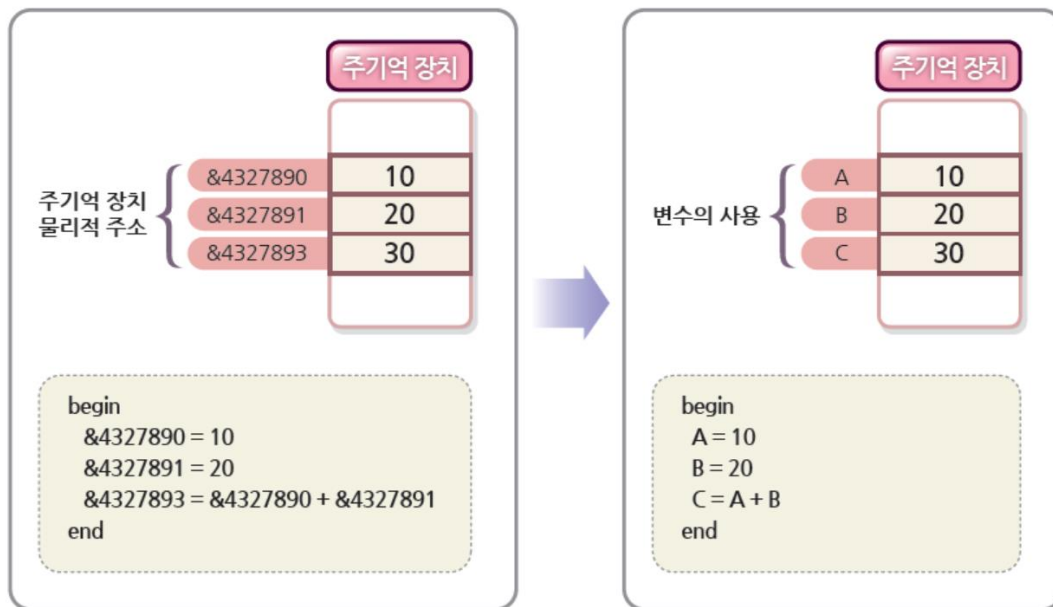 주기억 장치
&4327890 10
주기억 장치
물리적 주소
&4327891 20
&4327893 30
begin
&4327890 = 10
&4327891 = 20
&4327893 = &4327890 + &4327891
end
주기억 장치
A 10
변수의 사용
B 20
C 30
begin
A = 10
B = 20
C = A + B
end